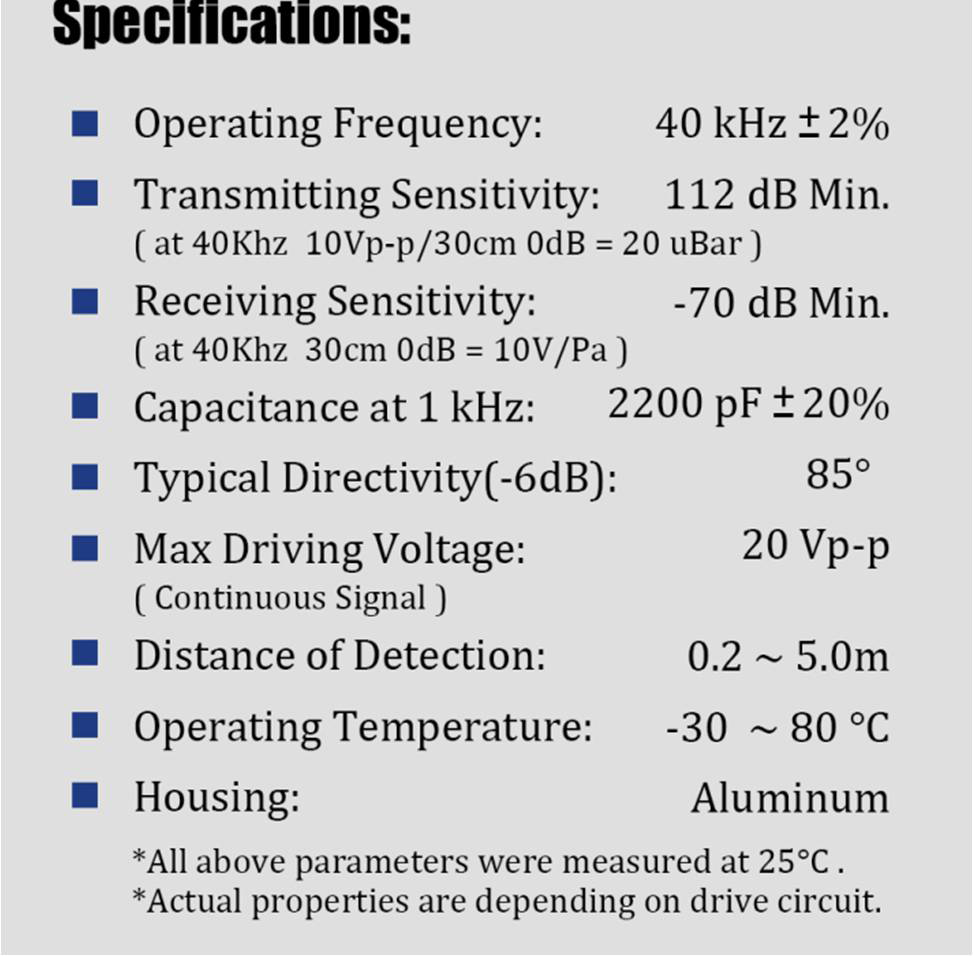 Specifications:
Operating Frequency: 40 kHz ±2%
Transmitting Sensitivity: 112 dB Min.
( at 40Khz 10Vp-p/30cm 0dB = 20 uBar )
Receiving Sensitivity: -70 dB Min.
( at 40Khz 30cm 0dB = 10V/Pa )
Capacitance at 1 kHz: 2200 pF ±20%
Typical Directivity(-6dB): 85°
Max Driving Voltage: 20 Vp-p
( Continuous Signal )
Distance of Detection: 0.2 ~ 5.0m
Operating Temperature: -30 ~ 80 °C
Housing: Aluminum
*All above parameters were measured at 25°C .
*Actual properties are depending on drive circuit.